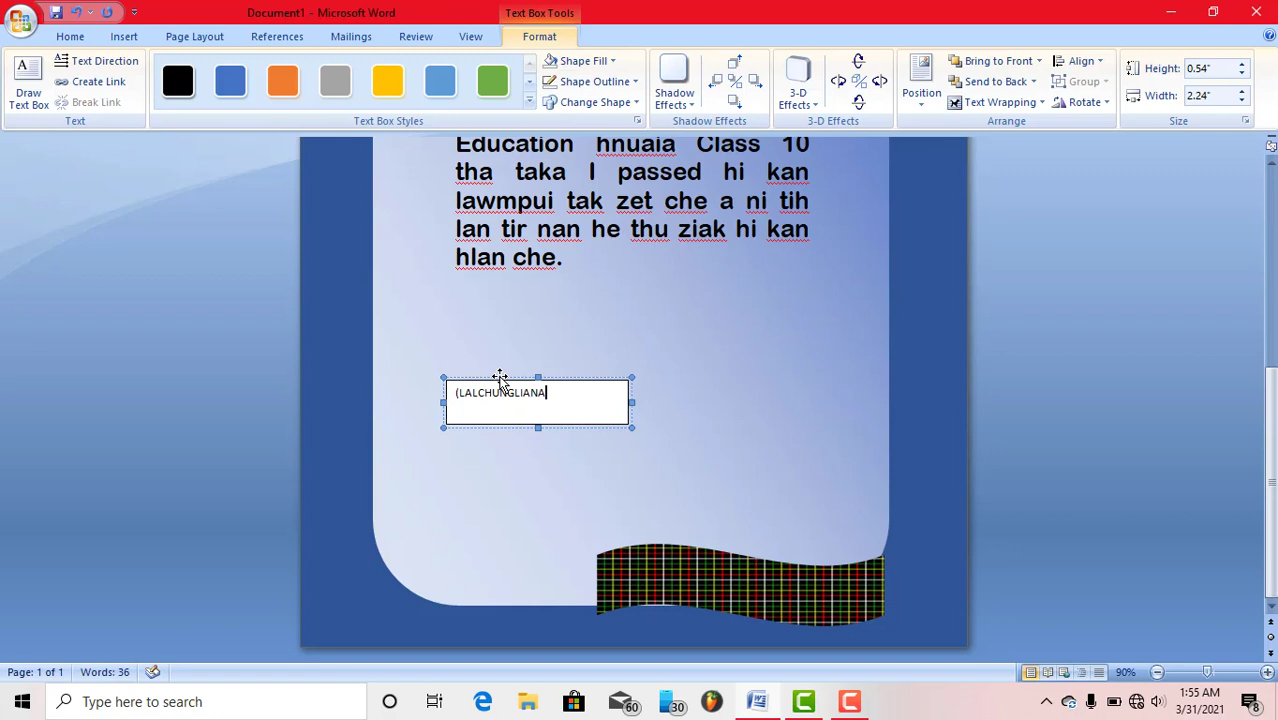 Document1 - Microsoft Word
Text Box Tools
Home Insert Page Layout References Mailings Review View Format
Draw Text Box
Text Direction
Create Link
Break Link
Text
Text Box Styles
Shape Fill
Shape Outline
Change Shape
Shadow Effects
Shadow Effects
3-D Effects
3-D Effects
Position
Bring to Front
Send to Back
Text Wrapping
Align
Group
Rotate
Arrange
Height: 0.54"
Width: 2.24"
Size
Education hnuaia Class 10
tha taka I passed hi kan
lawmpui tak zet che a ni tih
lan tir nan he thu ziak hi kan
hlan che.
(LALCHUNGLIANA
Page: 1 of 1 Words: 36 90%
Type here to search
60
30
1:55 AM
3/31/2021
8